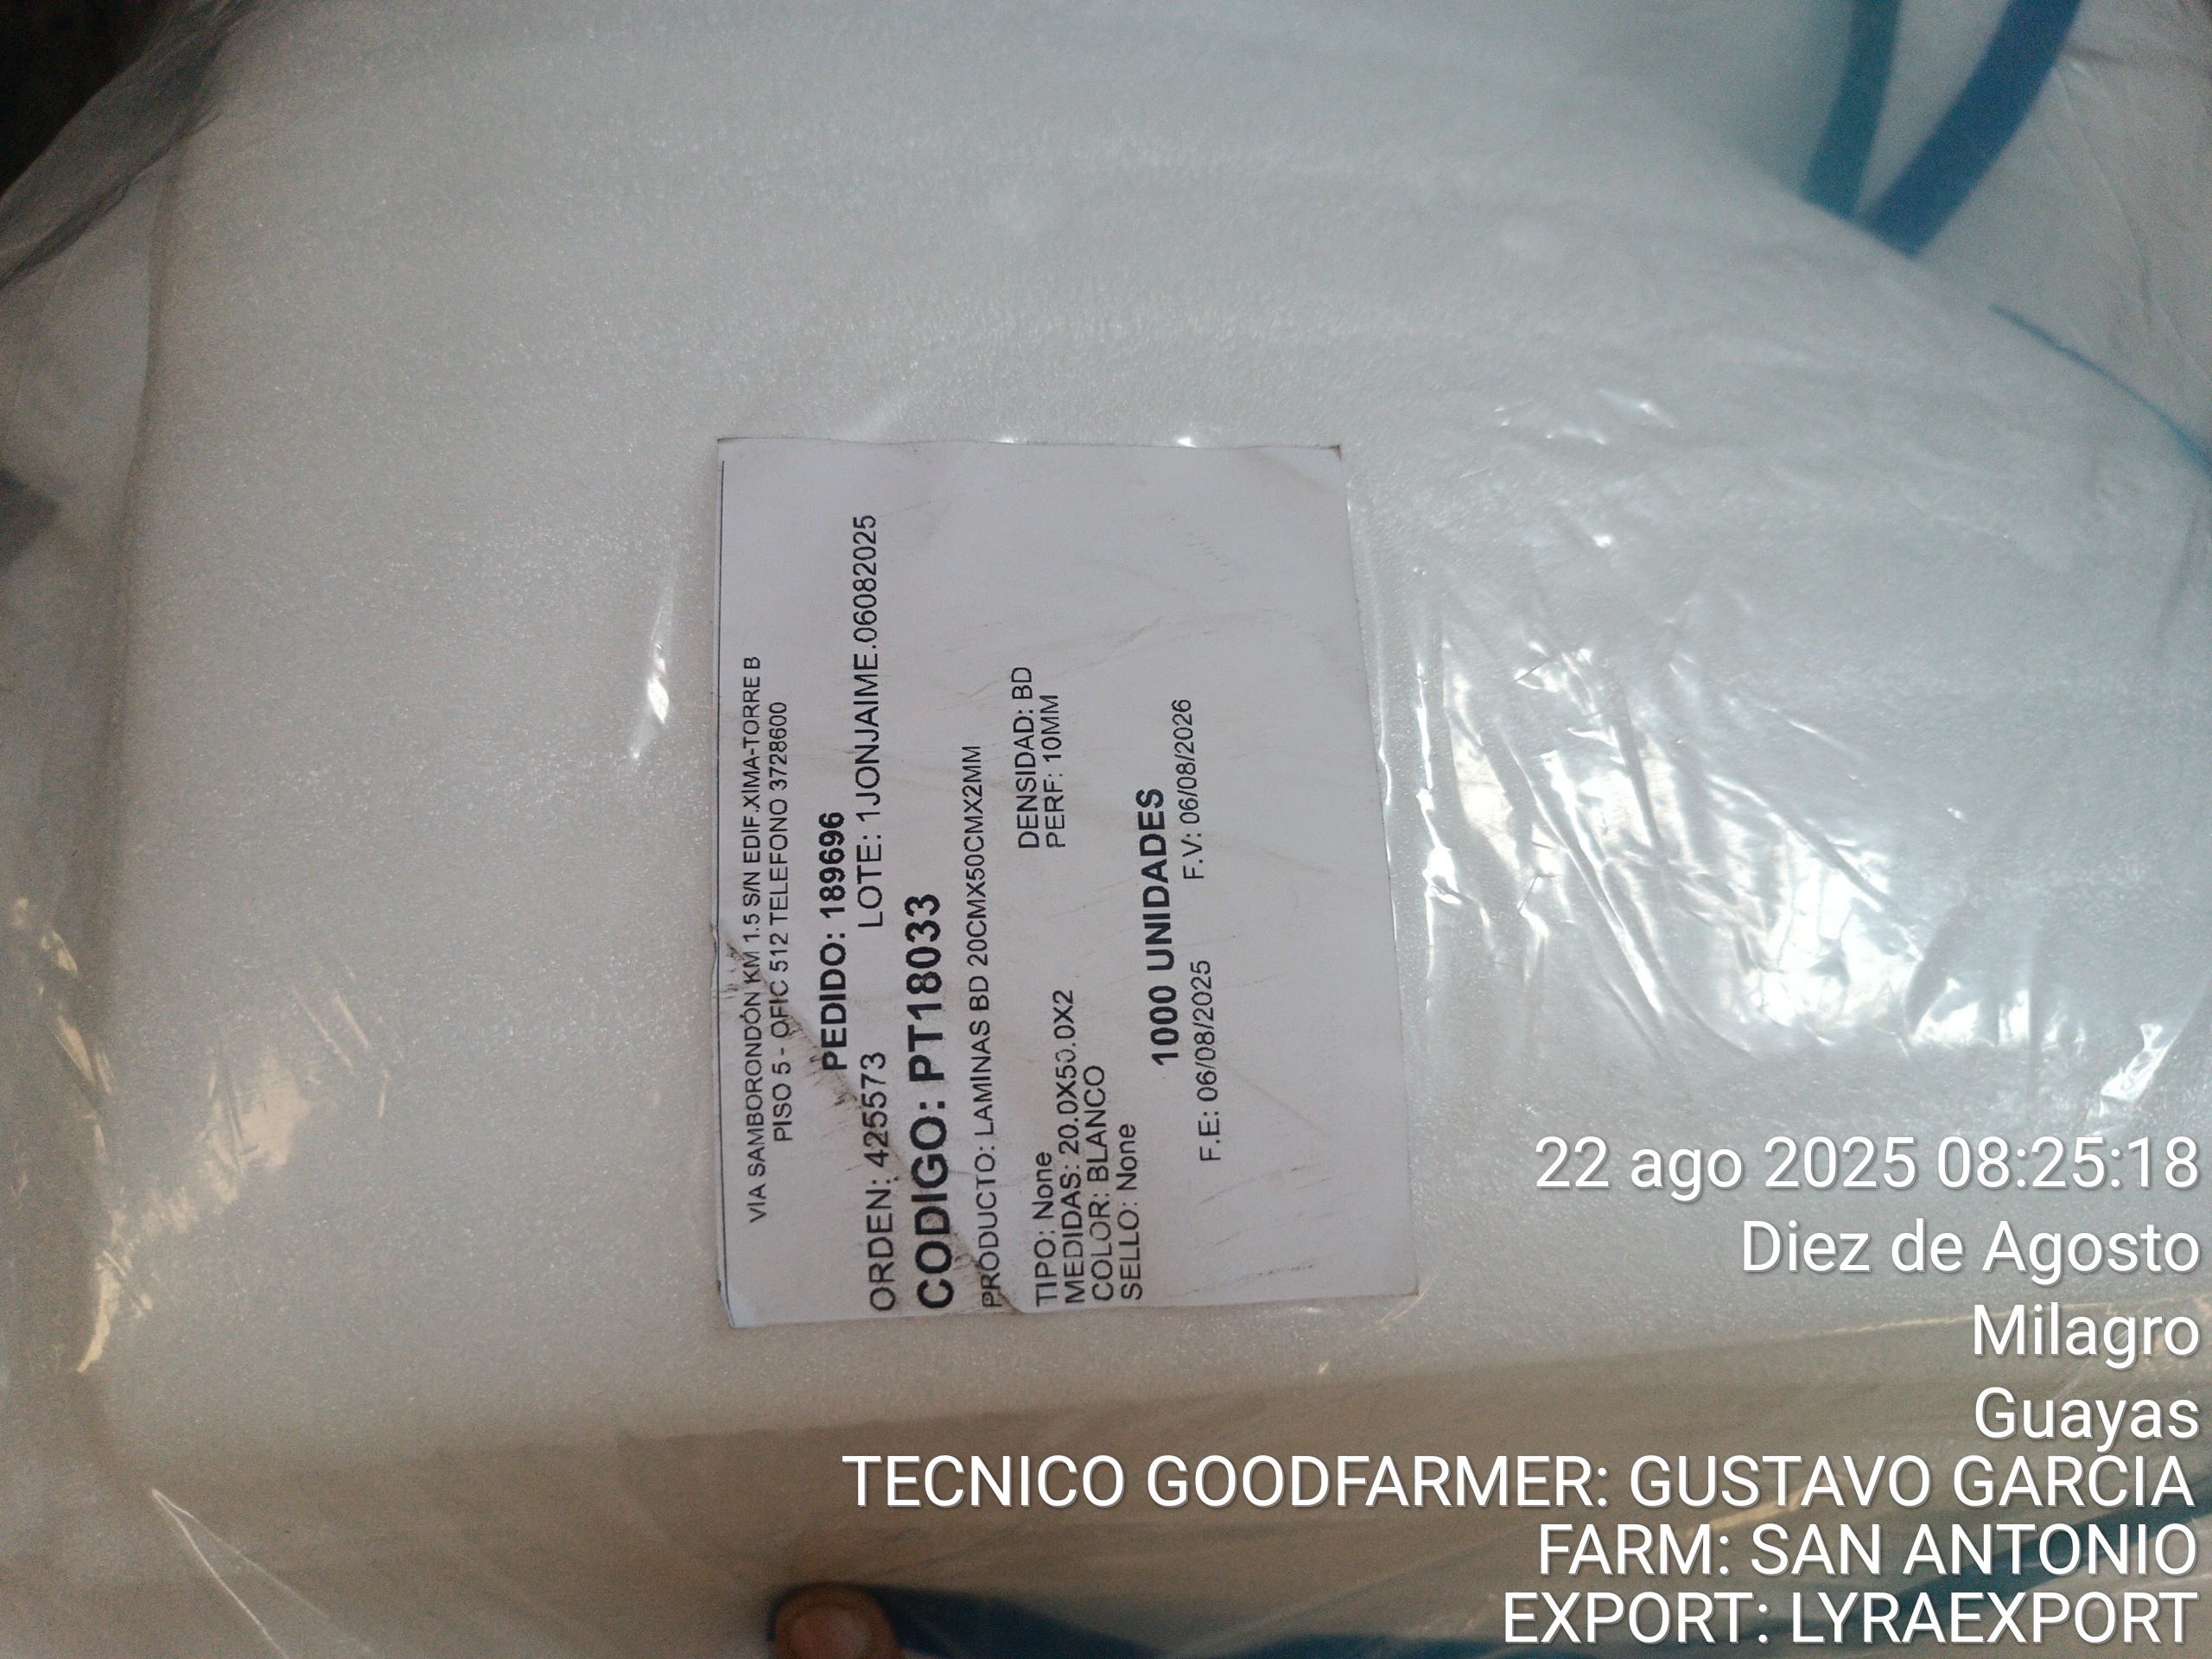 VIA SAMBORONDÓN KM 1.5 S/N EDIF.XIMA-TORRE B
PISO 5 - OFIC 512 TELEFONO 3728600
PEDIDO: 189696
ORDEN: 425573 LOTE: 1JONJAIME.06082025
CODIGO: PT18033
PRODUCTO: LAMINAS BD 20CMX50CMX2MM
TIPO: None DENSIDAD: BD
MEDIDAS: 20.0X50.0X2 PERF: 10MM
COLOR: BLANCO
SELLO: None
1000 UNIDADES
F.E: 06/08/2025 F.V: 06/08/2026
22 ago 2025 08:25:18
Diez de Agosto
Milagro
Guayas
TECNICO GOODFARMER: GUSTAVO GARCIA
FARM: SAN ANTONIO
EXPORT: LYRAEXPORT